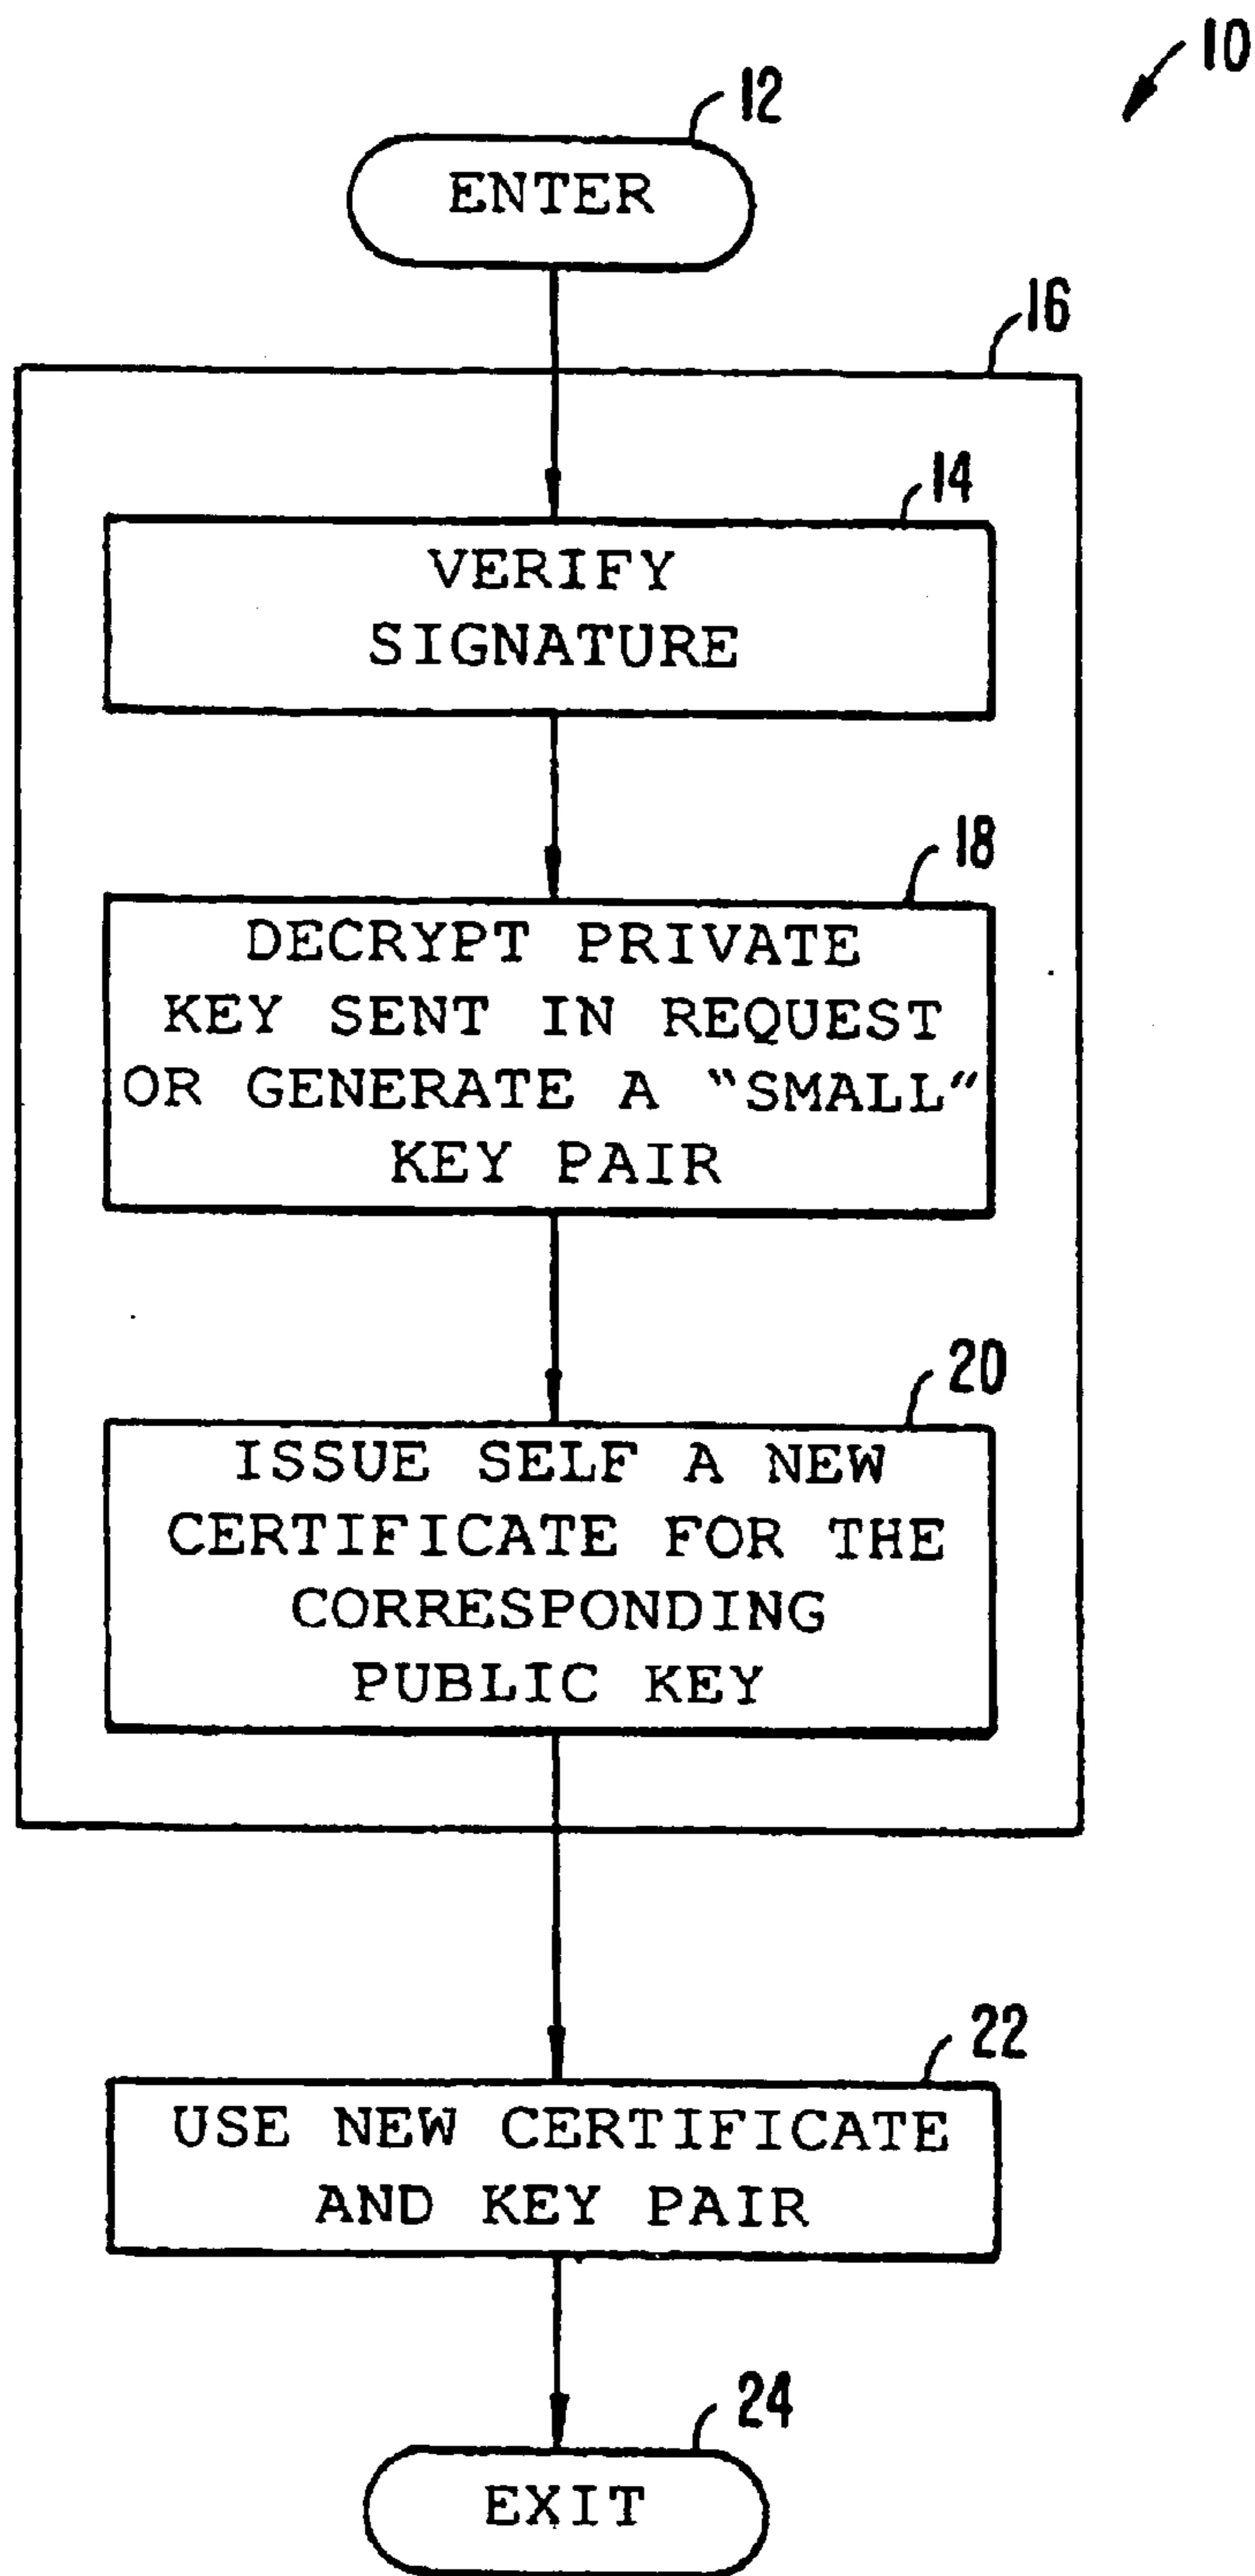 10
12
ENTER
16
14
VERIFY
SIGNATURE
18
DECRYPT PRIVATE
KEY SENT IN REQUEST
OR GENERATE A “SMALL”
KEY PAIR
20
ISSUE SELF A NEW
CERTIFICATE FOR THE
CORRESPONDING
PUBLIC KEY
22
USE NEW CERTIFICATE
AND KEY PAIR
24
EXIT